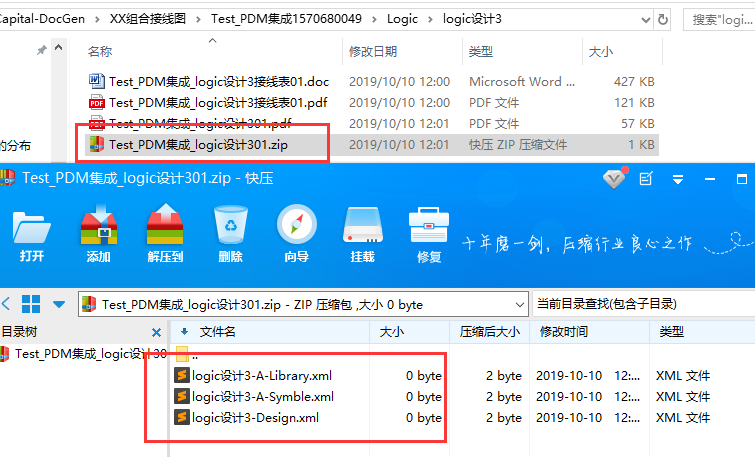 Capital-DocGen › XX组合接线图 › Test_PDM集成1570680049 › Logic › logic设计3
搜索"logi...
名称 修改日期 类型 大小
Test_PDM集成_logic设计3接线表01.doc 2019/10/10 12:00 Microsoft Word ... 427 KB
Test_PDM集成_logic设计3接线表01.pdf 2019/10/10 12:00 PDF 文件 121 KB
Test_PDM集成_logic设计301.pdf 2019/10/10 12:01 PDF 文件 57 KB
的分布
Test_PDM集成_logic设计301.zip 2019/10/10 12:01 快压 ZIP 压缩文件 1 KB
Test_PDM集成_logic设计301.zip - 快压
打开 添加 解压到 删除 向导 挂载 修复
十年磨一剑，压缩行业良心之作
Test_PDM集成_logic设计301.zip - ZIP 压缩包 ,大小 0 byte
当前目录查找(包含子目录)
目录树
文件名 大小 压缩后大小 修改时间 类型
Test_PDM集成_logic设计30
..
logic设计3-A-Library.xml 0 byte 2 byte 2019-10-10 12:... XML 文件
logic设计3-A-Symble.xml 0 byte 2 byte 2019-10-10 12:... XML 文件
logic设计3-Design.xml 0 byte 2 byte 2019-10-10 12:... XML 文件